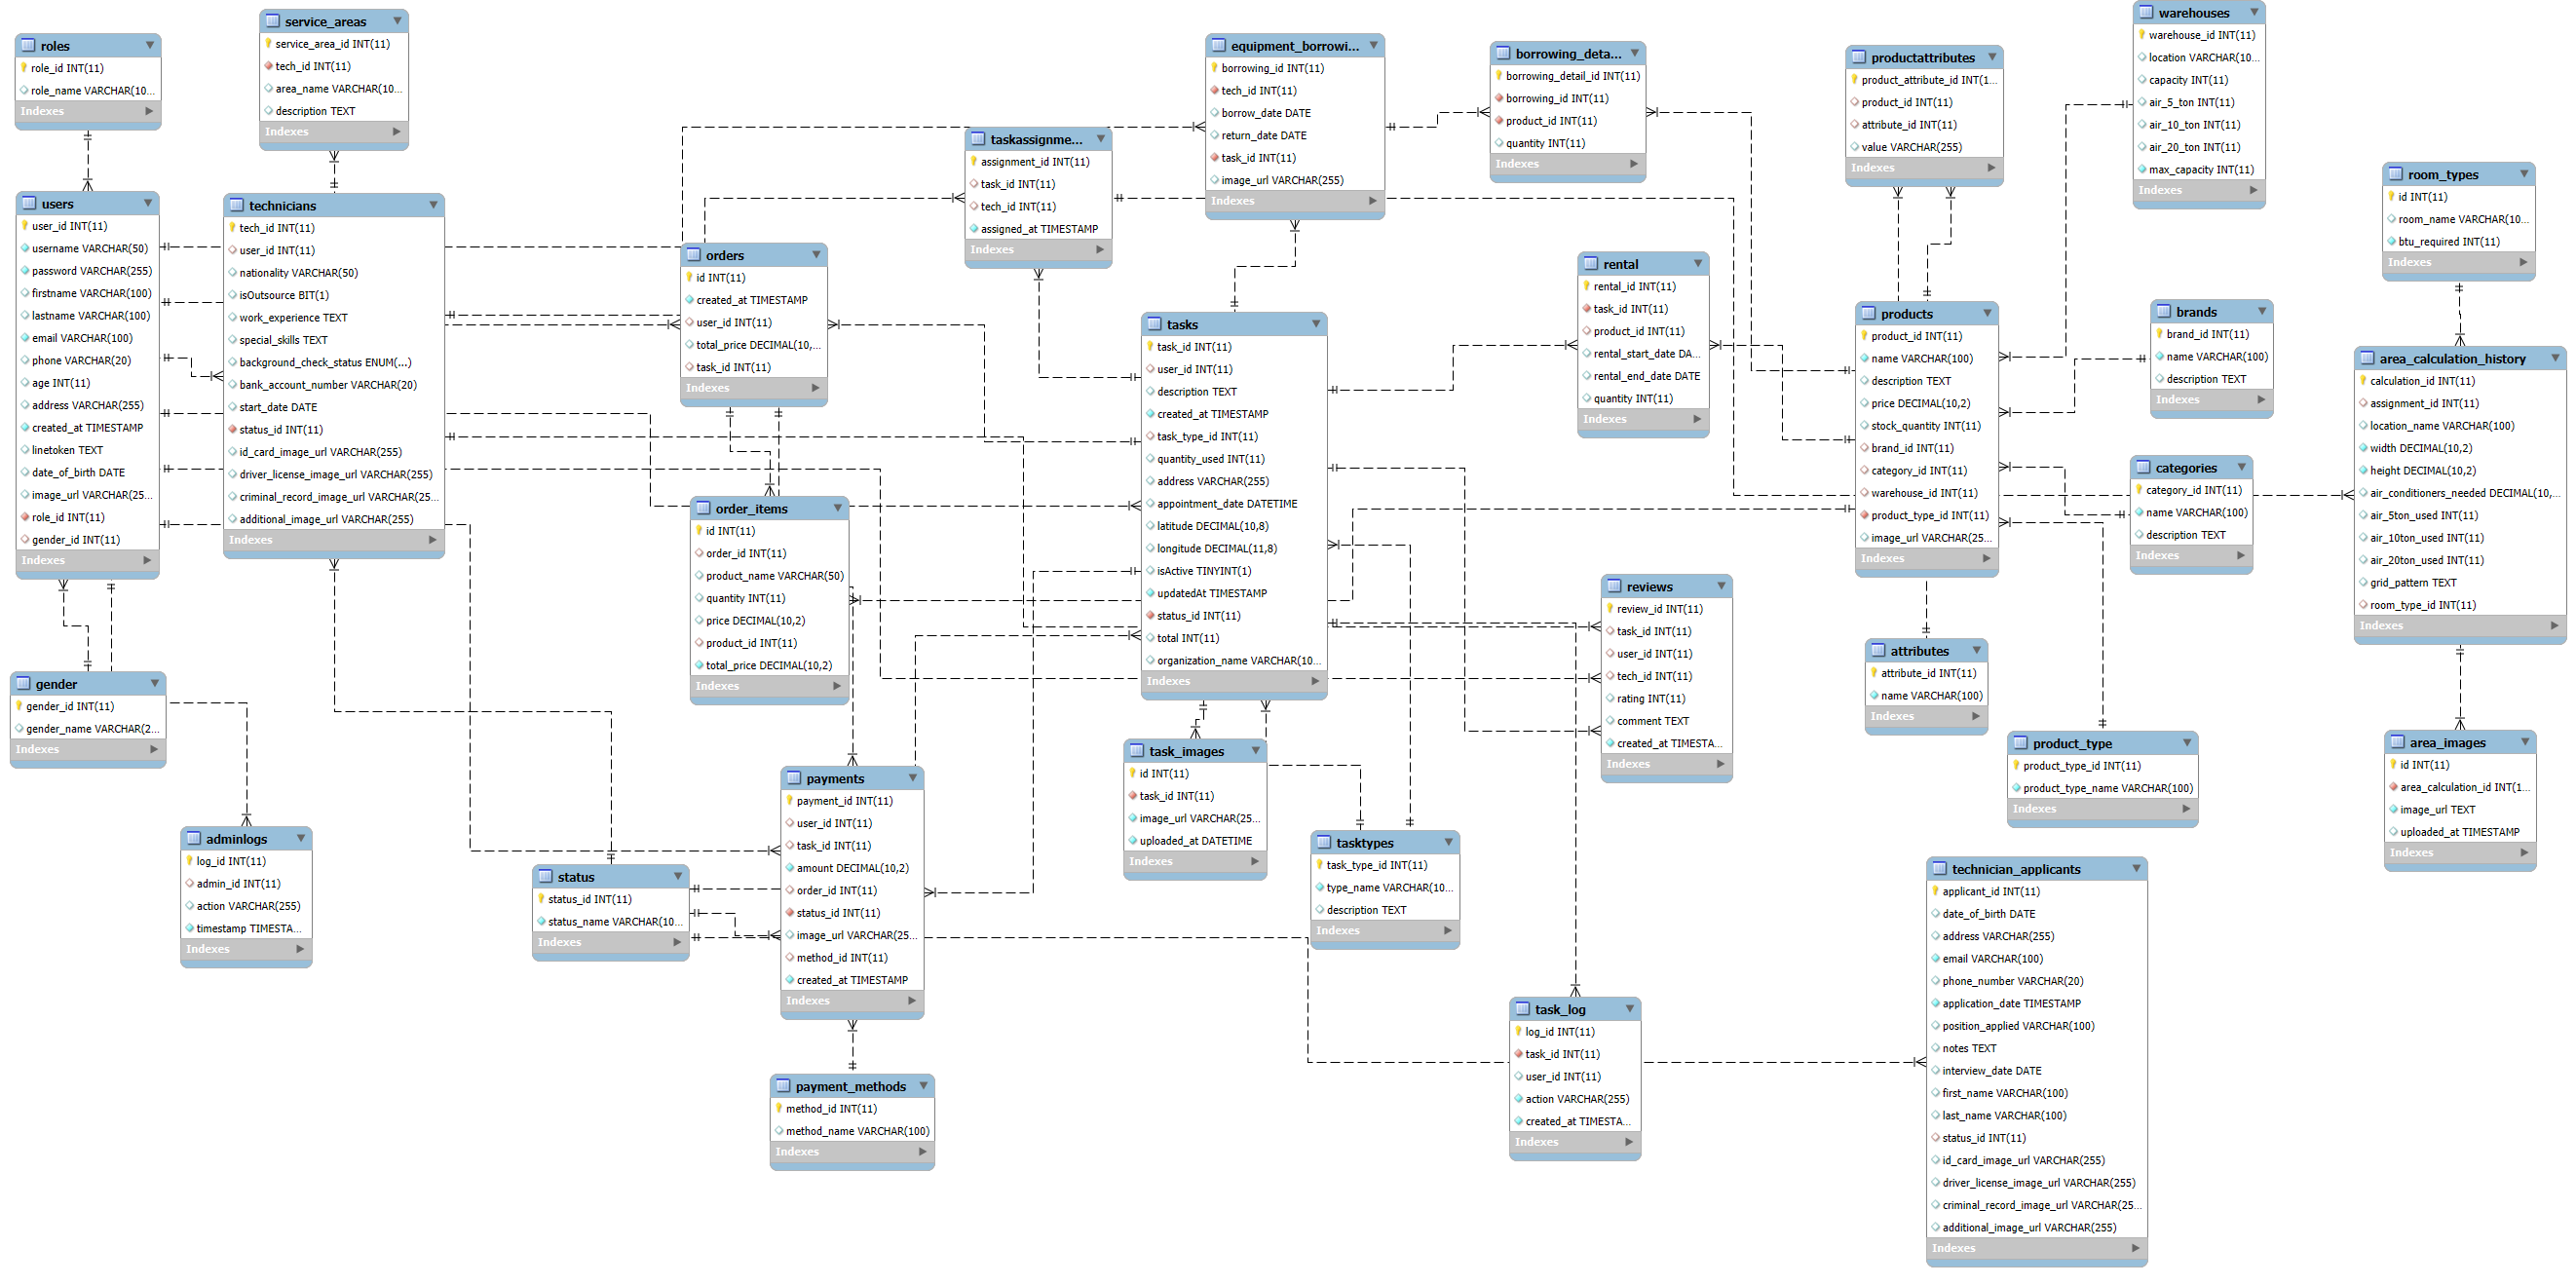 roles
role_id INT(11)
role_name VARCHAR(10...
Indexes
service_areas
service_area_id INT(11)
tech_id INT(11)
area_name VARCHAR(10...
description TEXT
Indexes
users
user_id INT(11)
username VARCHAR(50)
password VARCHAR(255)
firstname VARCHAR(100)
lastname VARCHAR(100)
email VARCHAR(100)
phone VARCHAR(20)
age INT(11)
address VARCHAR(255)
created_at TIMESTAMP
linetoken TEXT
date_of_birth DATE
image_url VARCHAR(25...
role_id INT(11)
gender_id INT(11)
Indexes
technicians
tech_id INT(11)
user_id INT(11)
nationality VARCHAR(50)
isOutsource BIT(1)
work_experience TEXT
special_skills TEXT
background_check_status ENUM(...)
bank_account_number VARCHAR(20)
start_date DATE
status_id INT(11)
id_card_image_url VARCHAR(255)
driver_license_image_url VARCHAR(255)
criminal_record_image_url VARCHAR(25...
additional_image_url VARCHAR(255)
Indexes
gender
gender_id INT(11)
gender_name VARCHAR(2...
Indexes
adminlogs
log_id INT(11)
admin_id INT(11)
action VARCHAR(255)
timestamp TIMESTA...
Indexes
orders
id INT(11)
created_at TIMESTAMP
user_id INT(11)
total_price DECIMAL(10,...
task_id INT(11)
Indexes
order_items
id INT(11)
order_id INT(11)
product_name VARCHAR(50)
quantity INT(11)
price DECIMAL(10,2)
product_id INT(11)
total_price DECIMAL(10,2)
Indexes
status
status_id INT(11)
status_name VARCHAR(10...
Indexes
payments
payment_id INT(11)
user_id INT(11)
task_id INT(11)
amount DECIMAL(10,2)
order_id INT(11)
status_id INT(11)
image_url VARCHAR(25...
method_id INT(11)
created_at TIMESTAMP
Indexes
payment_methods
method_id INT(11)
method_name VARCHAR(100)
Indexes
taskassignme...
assignment_id INT(11)
task_id INT(11)
tech_id INT(11)
assigned_at TIMESTAMP
Indexes
equipment_borrowi...
borrowing_id INT(11)
tech_id INT(11)
borrow_date DATE
return_date DATE
task_id INT(11)
image_url VARCHAR(255)
Indexes
borrowing_deta...
borrowing_detail_id INT(11)
borrowing_id INT(11)
product_id INT(11)
quantity INT(11)
Indexes
tasks
task_id INT(11)
user_id INT(11)
description TEXT
created_at TIMESTAMP
task_type_id INT(11)
quantity_used INT(11)
address VARCHAR(255)
appointment_date DATETIME
latitude DECIMAL(10,8)
longitude DECIMAL(11,8)
isActive TINYINT(1)
updatedAt TIMESTAMP
status_id INT(11)
total INT(11)
organization_name VARCHAR(10...
Indexes
task_images
id INT(11)
task_id INT(11)
image_url VARCHAR(25...
uploaded_at DATETIME
Indexes
tasktypes
task_type_id INT(11)
type_name VARCHAR(10...
description TEXT
Indexes
rental
rental_id INT(11)
task_id INT(11)
product_id INT(11)
rental_start_date DA...
rental_end_date DATE
quantity INT(11)
Indexes
reviews
review_id INT(11)
task_id INT(11)
user_id INT(11)
tech_id INT(11)
rating INT(11)
comment TEXT
created_at TIMESTA...
Indexes
task_log
log_id INT(11)
task_id INT(11)
user_id INT(11)
action VARCHAR(255)
created_at TIMESTA...
Indexes
productattributes
product_attribute_id INT(1...
product_id INT(11)
attribute_id INT(11)
value VARCHAR(255)
Indexes
products
product_id INT(11)
name VARCHAR(100)
description TEXT
price DECIMAL(10,2)
stock_quantity INT(11)
brand_id INT(11)
category_id INT(11)
warehouse_id INT(11)
product_type_id INT(11)
image_url VARCHAR(25...
Indexes
attributes
attribute_id INT(11)
name VARCHAR(100)
Indexes
product_type
product_type_id INT(11)
product_type_name VARCHAR(100)
Indexes
technician_applicants
applicant_id INT(11)
date_of_birth DATE
address VARCHAR(255)
email VARCHAR(100)
phone_number VARCHAR(20)
application_date TIMESTAMP
position_applied VARCHAR(100)
notes TEXT
interview_date DATE
first_name VARCHAR(100)
last_name VARCHAR(100)
status_id INT(11)
id_card_image_url VARCHAR(255)
driver_license_image_url VARCHAR(255)
criminal_record_image_url VARCHAR(25...
additional_image_url VARCHAR(255)
Indexes
warehouses
warehouse_id INT(11)
location VARCHAR(10...
capacity INT(11)
air_5_ton INT(11)
air_10_ton INT(11)
air_20_ton INT(11)
max_capacity INT(11)
Indexes
brands
brand_id INT(11)
name VARCHAR(100)
description TEXT
Indexes
categories
category_id INT(11)
name VARCHAR(100)
description TEXT
Indexes
room_types
id INT(11)
room_name VARCHAR(10...
btu_required INT(11)
Indexes
area_calculation_history
calculation_id INT(11)
assignment_id INT(11)
location_name VARCHAR(100)
width DECIMAL(10,2)
height DECIMAL(10,2)
air_conditioners_needed DECIMAL(10,...
air_5ton_used INT(11)
air_10ton_used INT(11)
air_20ton_used INT(11)
grid_pattern TEXT
room_type_id INT(11)
Indexes
area_images
id INT(11)
area_calculation_id INT(1...
image_url TEXT
uploaded_at TIMESTAMP
Indexes